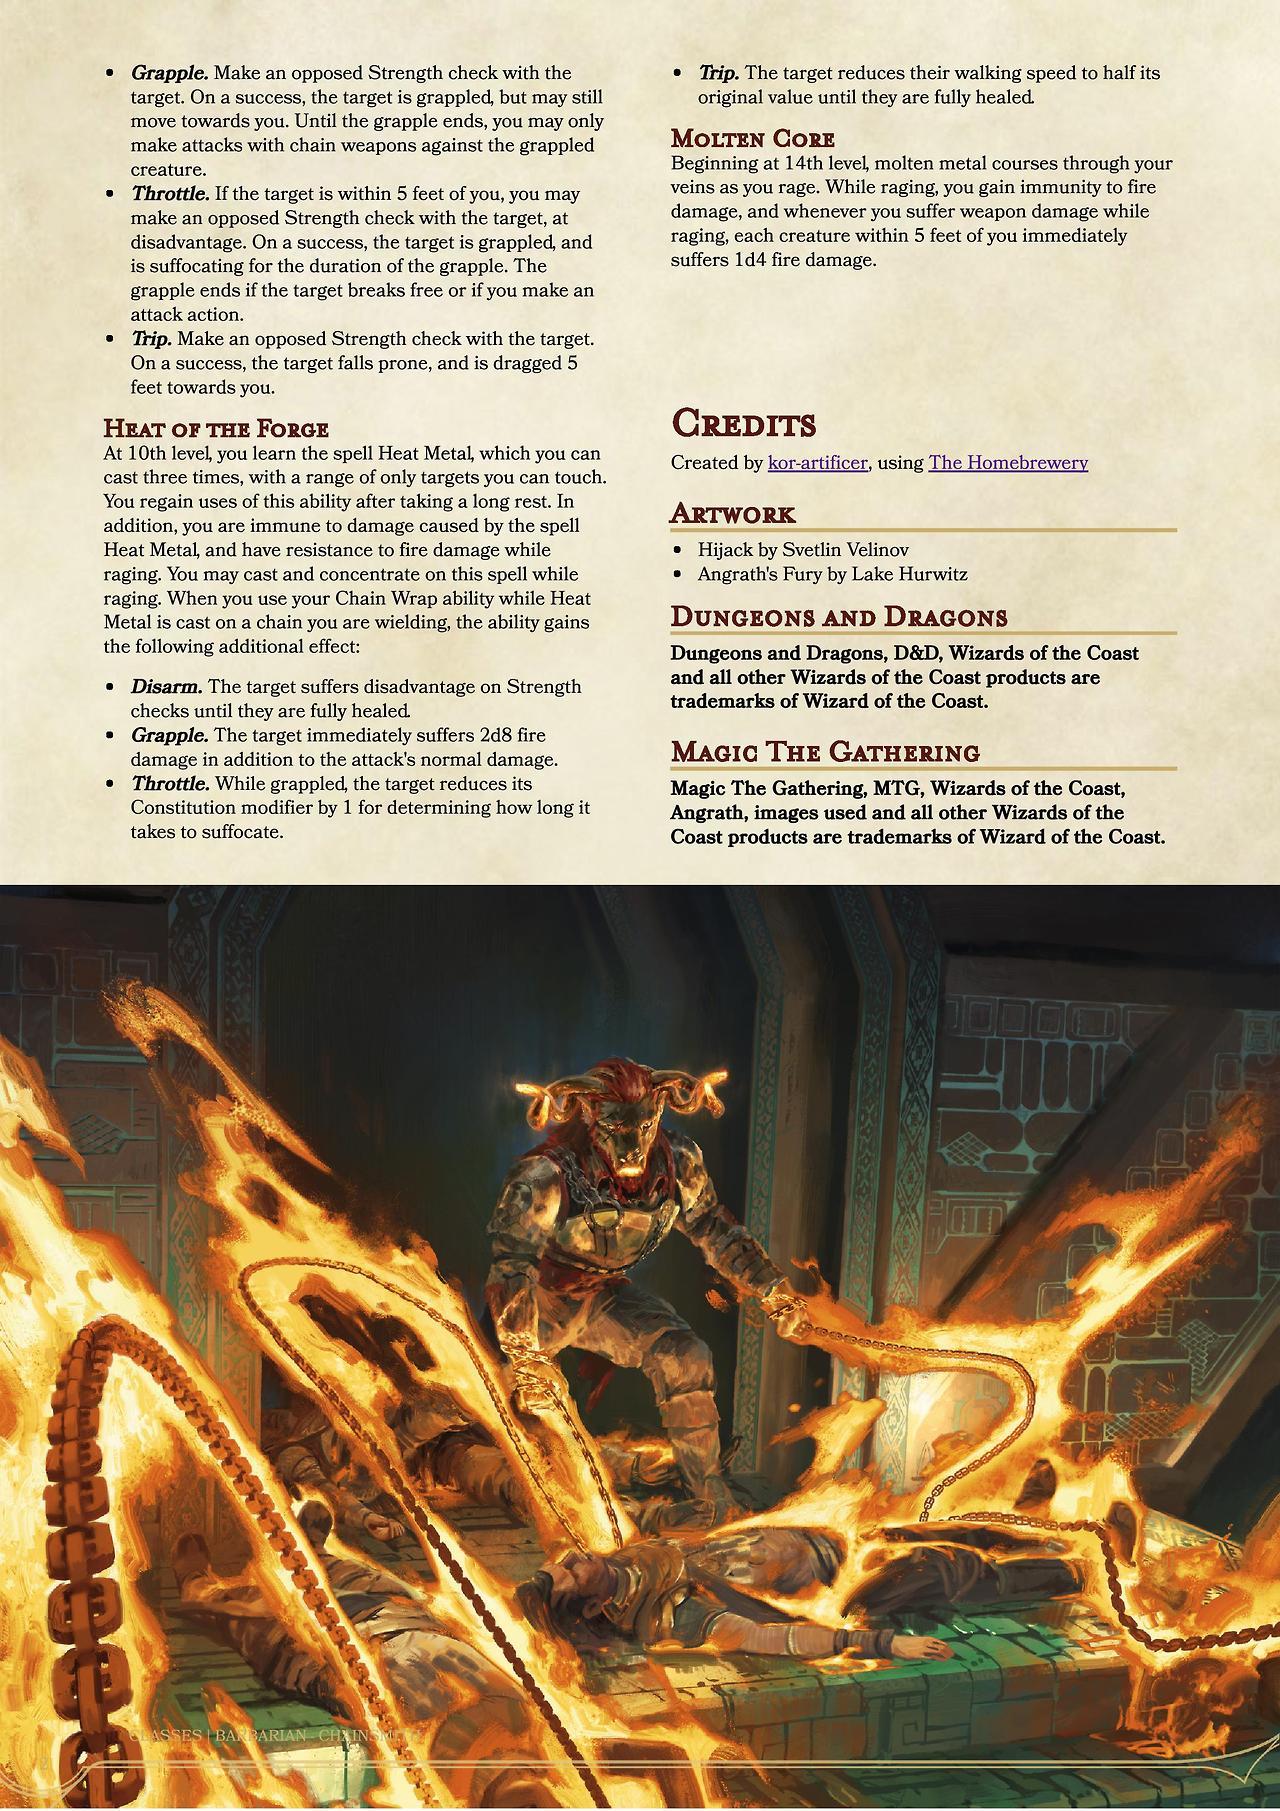 • Grapple. Make an opposed Strength check with the
target. On a success, the target is grappled, but may still
move towards you. Until the grapple ends, you may only
make attacks with chain weapons against the grappled
creature.
• Throttle. If the target is within 5 feet of you, you may
make an opposed Strength check with the target, at
disadvantage. On a success, the target is grappled, and
is suffocating for the duration of the grapple. The
grapple ends if the target breaks free or if you make an
attack action.
• Trip. Make an opposed Strength check with the target.
On a success, the target falls prone, and is dragged 5
feet towards you.
Heat of the Forge
At 10th level, you learn the spell Heat Metal, which you can
cast three times, with a range of only targets you can touch.
You regain uses of this ability after taking a long rest. In
addition, you are immune to damage caused by the spell
Heat Metal, and have resistance to fire damage while
raging. You may cast and concentrate on this spell while
raging. When you use your Chain Wrap ability while Heat
Metal is cast on a chain you are wielding, the ability gains
the following additional effect:
• Disarm. The target suffers disadvantage on Strength
checks until they are fully healed.
• Grapple. The target immediately suffers 2d8 fire
damage in addition to the attack's normal damage.
• Throttle. While grappled, the target reduces its
Constitution modifier by 1 for determining how long it
takes to suffocate.
• Trip. The target reduces their walking speed to half its
original value until they are fully healed.
Molten Core
Beginning at 14th level, molten metal courses through your
veins as you rage. While raging, you gain immunity to fire
damage, and whenever you suffer weapon damage while
raging, each creature within 5 feet of you immediately
suffers 1d4 fire damage.
Credits
Created by kor-artificer, using The Homebrewery
Artwork
• Hijack by Svetlin Velinov
• Angrath's Fury by Lake Hurwitz
Dungeons and Dragons
Dungeons and Dragons, D&D, Wizards of the Coast
and all other Wizards of the Coast products are
trademarks of Wizard of the Coast.
Magic The Gathering
Magic The Gathering, MTG, Wizards of the Coast,
Angrath, images used and all other Wizards of the
Coast products are trademarks of Wizard of the Coast.
CLASSES | BARBARIAN - CHAINSMITH